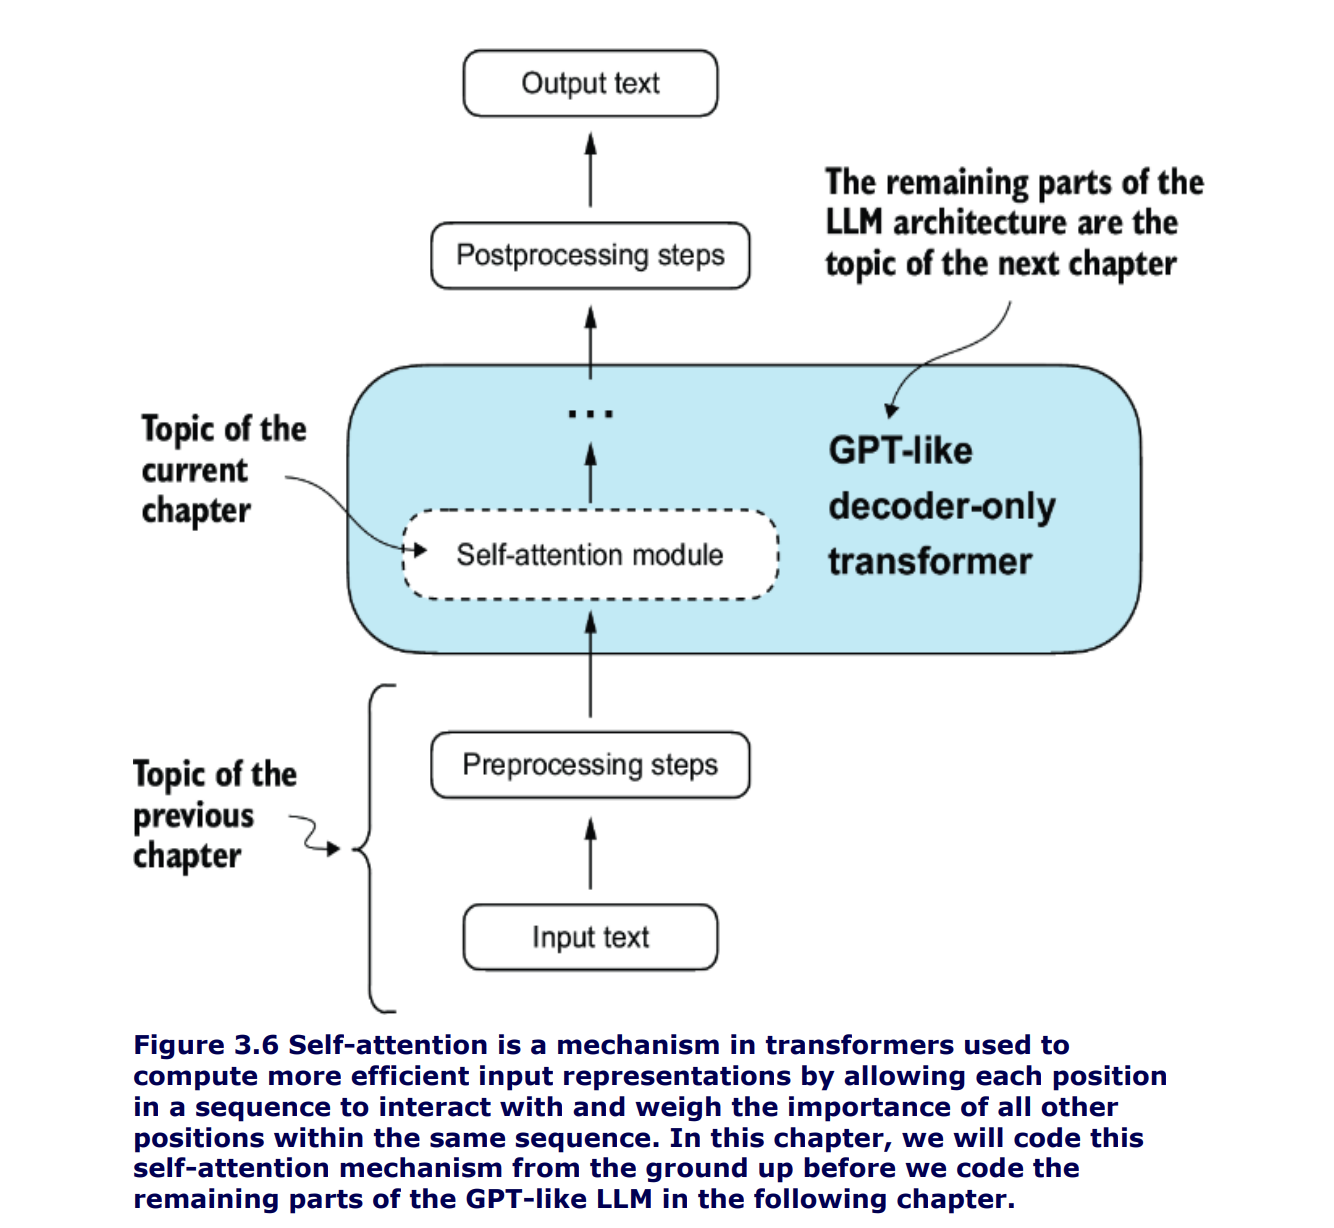 Output text
The remaining parts of the
LLM architecture are the
topic of the next chapter
Postprocessing steps
...
Topic of the
current
chapter
GPT-like
decoder-only
transformer
Self-attention module
Topic of the
previous
chapter
Preprocessing steps
Input text
Figure 3.6 Self-attention is a mechanism in transformers used to
compute more efficient input representations by allowing each position
in a sequence to interact with and weigh the importance of all other
positions within the same sequence. In this chapter, we will code this
self-attention mechanism from the ground up before we code the
remaining parts of the GPT-like LLM in the following chapter.